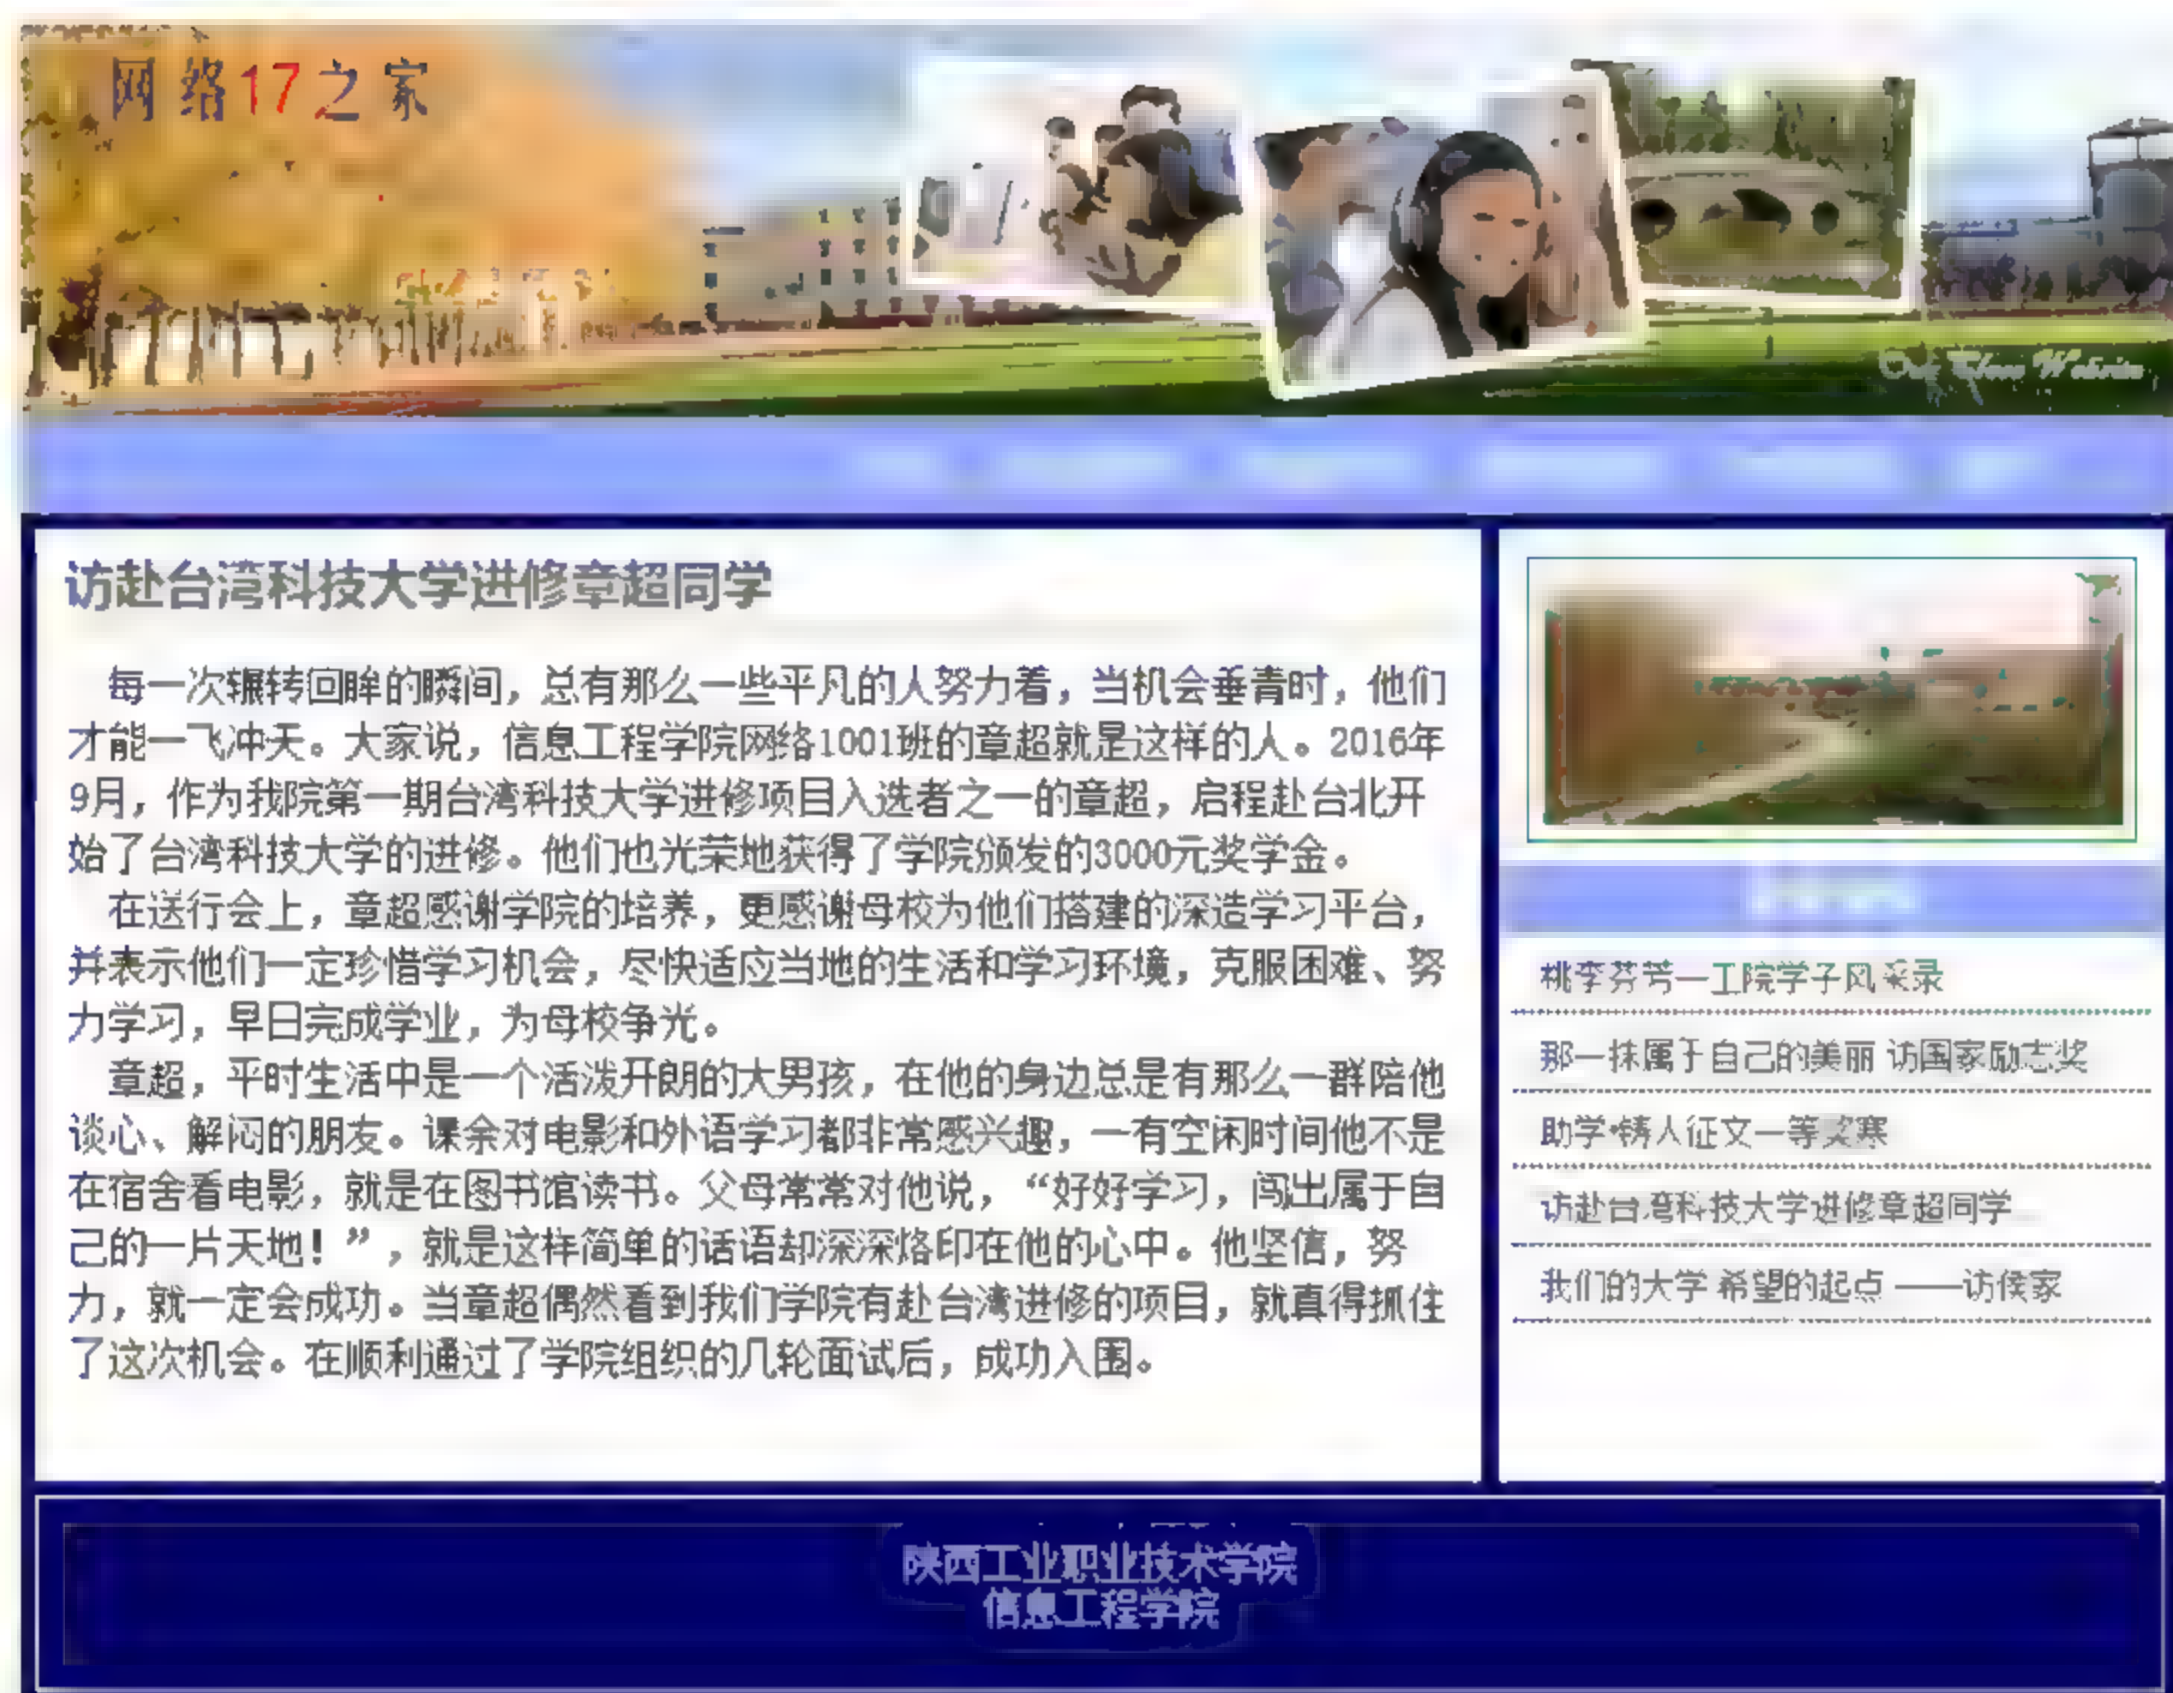 网络17之家
Our Class Website
访赴台湾科技大学进修章超同学
每一次辗转回眸的瞬间，总有那么一些平凡的人努力着，当机会垂青时，他们
才能一飞冲天。大家说，信息工程学院网络1001班的章超就是这样的人。2016年
9月，作为我院第一期台湾科技大学进修项目入选者之一的章超，启程赴台北开
始了台湾科技大学的进修。他们也光荣地获得了学院颁发的3000元奖学金。
在送行会上，章超感谢学院的培养，更感谢母校为他们搭建的深造学习平台，
并表示他们一定珍惜学习机会，尽快适应当地的生活和学习环境，克服困难、努
力学习，早日完成学业，为母校争光。
章超，平时生活中是一个活泼开朗的大男孩，在他的身边总是有那么一群陪他
谈心、解闷的朋友。课余对电影和外语学习都非常感兴趣，一有空闲时间他不是
在宿舍看电影，就是在图书馆读书。父母常常对他说，“好好学习，闯出属于自
己的一片天地！”，就是这样简单的话语却深深烙印在他的心中。他坚信，努
力，就一定会成功。当章超偶然看到我们学院有赴台湾进修的项目，就真得抓住
了这次机会。在顺利通过了学院组织的几轮面试后，成功入围。
桃李芬芳—工院学子风采录
那一抹属于自己的美丽 访国家励志奖
助学•铸人征文一等奖寒
访赴台湾科技大学进修章超同学
我们的大学 希望的起点 ——访侯家
陕西工业职业技术学院
信息工程学院